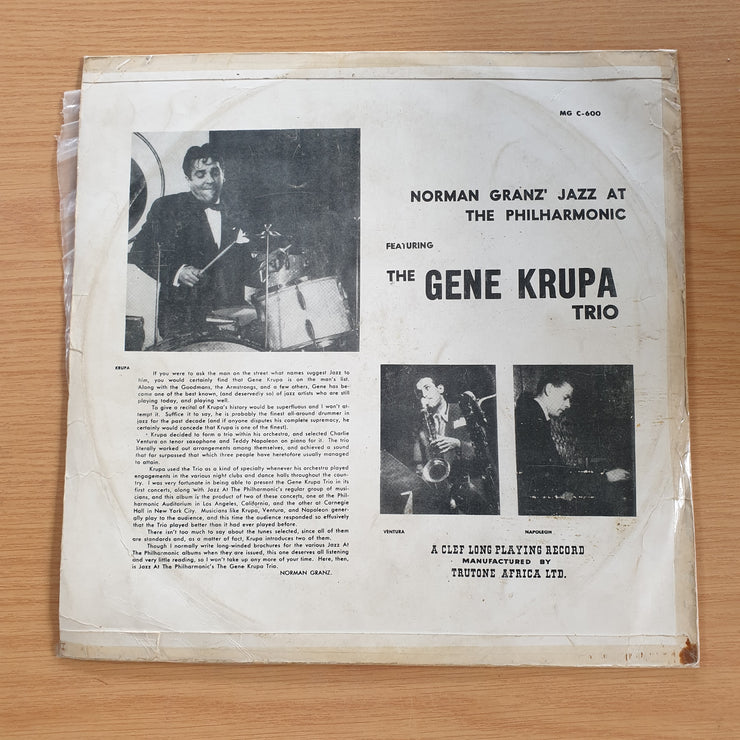 MG C-600
NORMAN GRANZ' JAZZ AT
THE PHILHARMONIC
FEATURING
THE GENE KRUPA
TRIO
KRUPA
If you were to ask the man on the street what names suggest Jazz to
him, you would certainly find that Gene Krupa is on the man's list.
Along with the Goodmans, the Armstrongs, and a few others, Gene has be-
come one of the best known, (and deservedly so) of jazz artists who are still
playing today, and playing well.
To give a recital of Krupa's history would be superfluous and I won't at-
tempt it. Suffice it to say, he is probably the finest all-around drummer in
jazz for the past decade (and if anyone disputes his complete supremacy, he
certainly would concede that Krupa is one of the finest).
Krupa decided to form a trio within his orchestra, and selected Charlie
Ventura on tenor saxophone and Teddy Napoleon on piano for it. The trio
literally worked out arrangements among themselves, and achieved a sound
that far surpassed that which three people have heretofore usually managed
to attain.
Krupa used the Trio as a kind of specialty whenever his orchestra played
engagements in the various night clubs and dance halls throughout the coun-
try. I was very fortunate in being able to present the Gene Krupa Trio in its
first concerts, along with Jazz At The Philharmonic's regular group of musi-
cians, and this album is the product of two of these concerts, one at the Phil-
harmonic Auditorium in Los Angeles, California, and the other at Carnegie
Hall in New York City. Musicians like Krupa, Ventura, and Napoleon gener-
ally play to the audience, and this time the audience responded so effusively
that the Trio played better than it had ever played before.
There isn't too much to say about the tunes selected, since all of them
are standards and, as a matter of fact, Krupa introduces two of them.
Though I normally write long-winded brochures for the various Jazz At
The Philharmonic albums when they are issued, this one deserves all listening
and very little reading, so I won't take up any more of your time. Here, then,
is Jazz At The Philharmonic's The Gene Krupa Trio.
NORMAN GRANZ.
VENTURA
NAPOLEON
A CLEF LONG PLAYING RECORD
MANUFACTURED BY
TRUTONE AFRICA LTD.